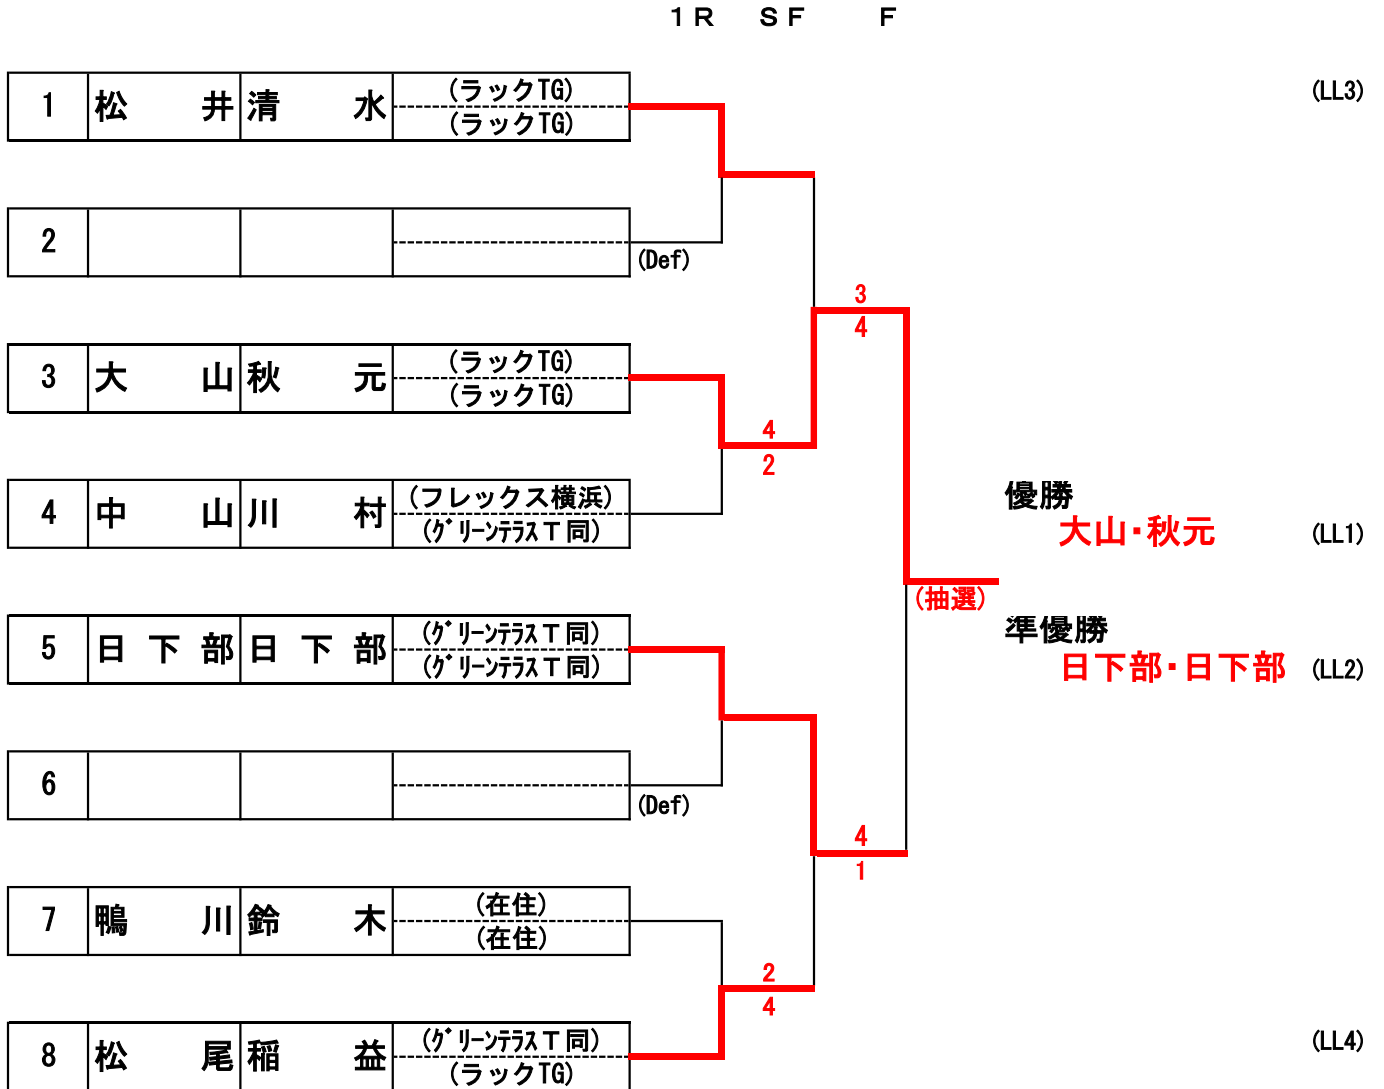 1R SF F
1 松 井 清 水 (ラックTG) (LL3)
(ラックTG)
2
(Def)
3
4
3 大 山 秋 元 (ラックTG)
(ラックTG)
4
2
4 中 山 川 村 (フレックス横浜)
(グリーンテラスT同)
優勝
大山・秋元 (LL1)
(抽選)
5 日 下 部 日 下 部 (グリーンテラスT同)
(グリーンテラスT同)
準優勝
日下部・日下部 (LL2)
6
(Def)
4
1
7 鴨 川 鈴 木 (在住)
(在住)
2
4
8 松 尾 稲 益 (グリーンテラスT同) (LL4)
(ラックTG)